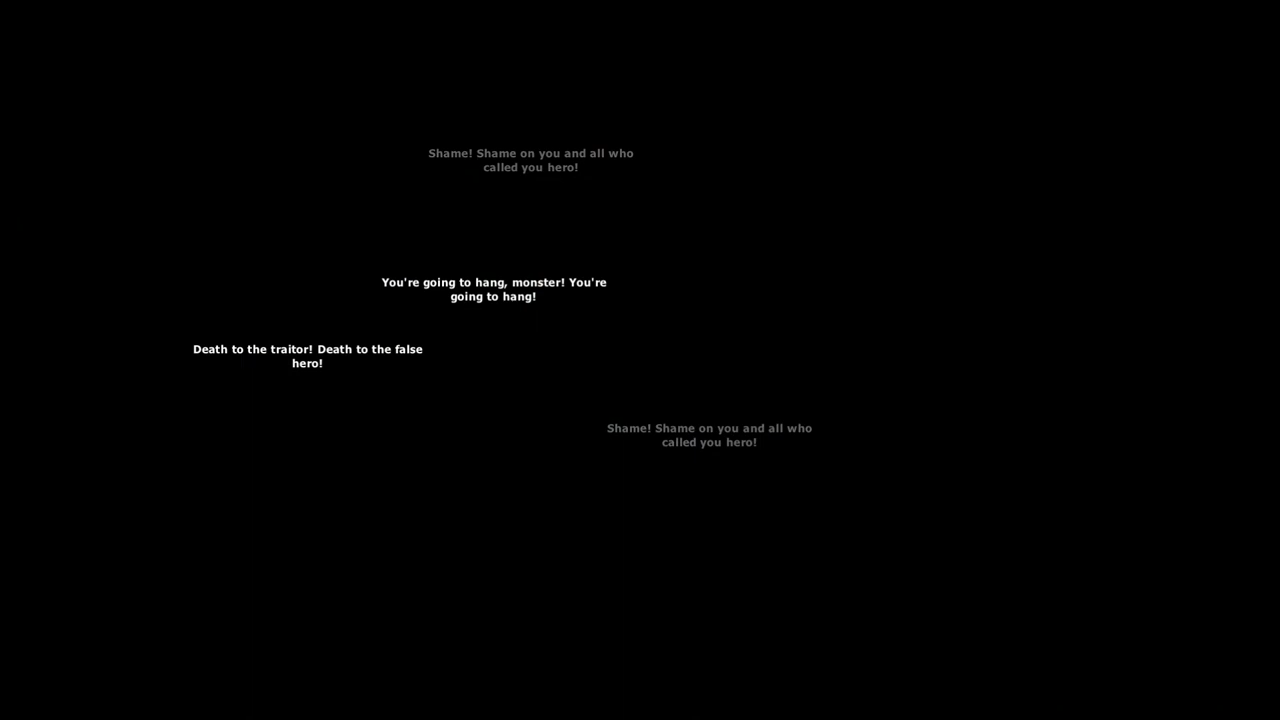 Shame! Shame on you and all who
called you hero!
You're going to hang, monster! You're
going to hang!
Death to the traitor! Death to the false
hero!
Shame! Shame on you and all who
called you hero!